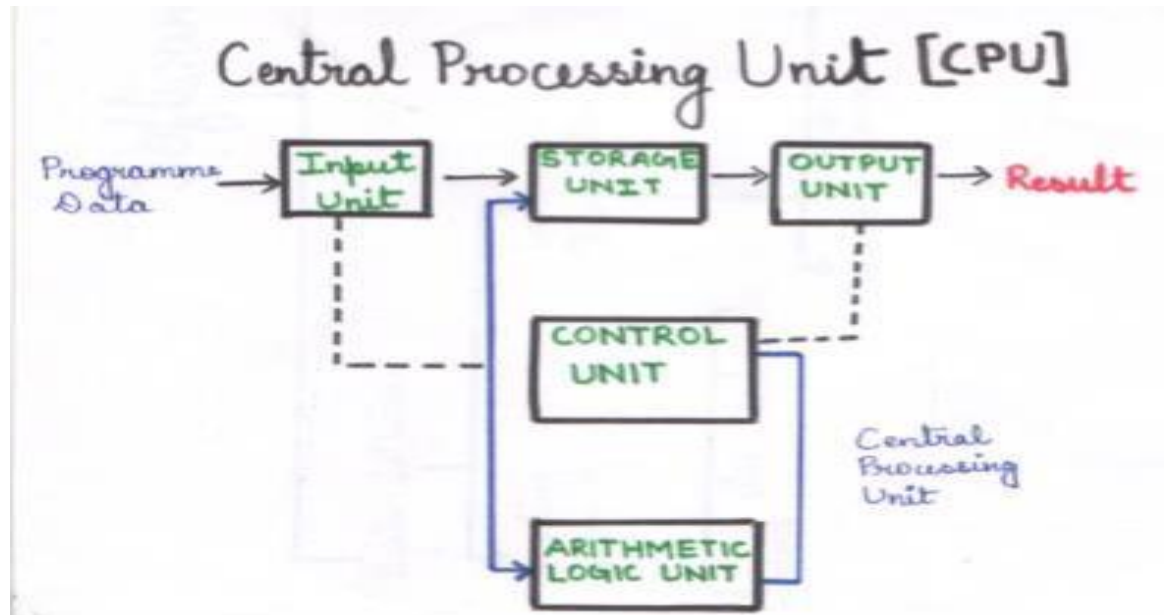 Central Processing Unit [CPU]
Programme
Data
Input
Unit
STORAGE
UNIT
OUTPUT
UNIT
Result
CONTROL
UNIT
Central
Processing
Unit
ARITHMETIC
LOGIC UNIT